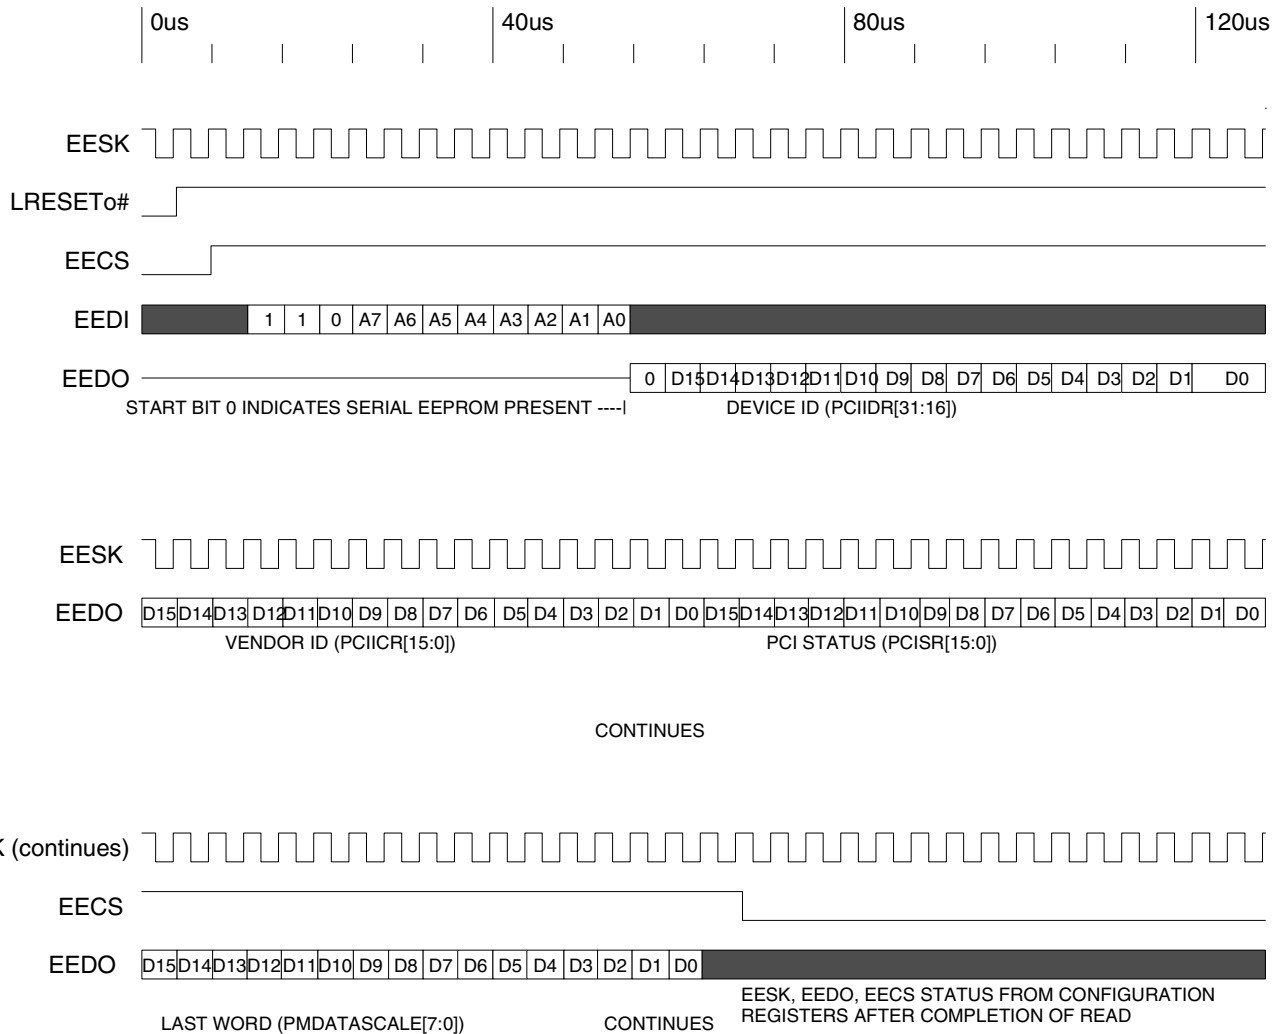 0us 40us 80us 120us
EESK
LRESETo#
EECS
EEDI 1 1 0 A7 A6 A5 A4 A3 A2 A1 A0
EEDO 0 D15 D14 D13 D12 D11 D10 D9 D8 D7 D6 D5 D4 D3 D2 D1 D0
START BIT 0 INDICATES SERIAL EEPROM PRESENT ----| DEVICE ID (PCIIDR[31:16])
EESK
EEDO D15 D14 D13 D12 D11 D10 D9 D8 D7 D6 D5 D4 D3 D2 D1 D0 D15 D14 D13 D12 D11 D10 D9 D8 D7 D6 D5 D4 D3 D2 D1 D0
VENDOR ID (PCIICR[15:0]) PCI STATUS (PCISR[15:0])
CONTINUES
K (continues)
EECS
EEDO D15 D14 D13 D12 D11 D10 D9 D8 D7 D6 D5 D4 D3 D2 D1 D0
EESK, EEDO, EECS STATUS FROM CONFIGURATION
REGISTERS AFTER COMPLETION OF READ
LAST WORD (PMDATASCALE[7:0]) CONTINUES